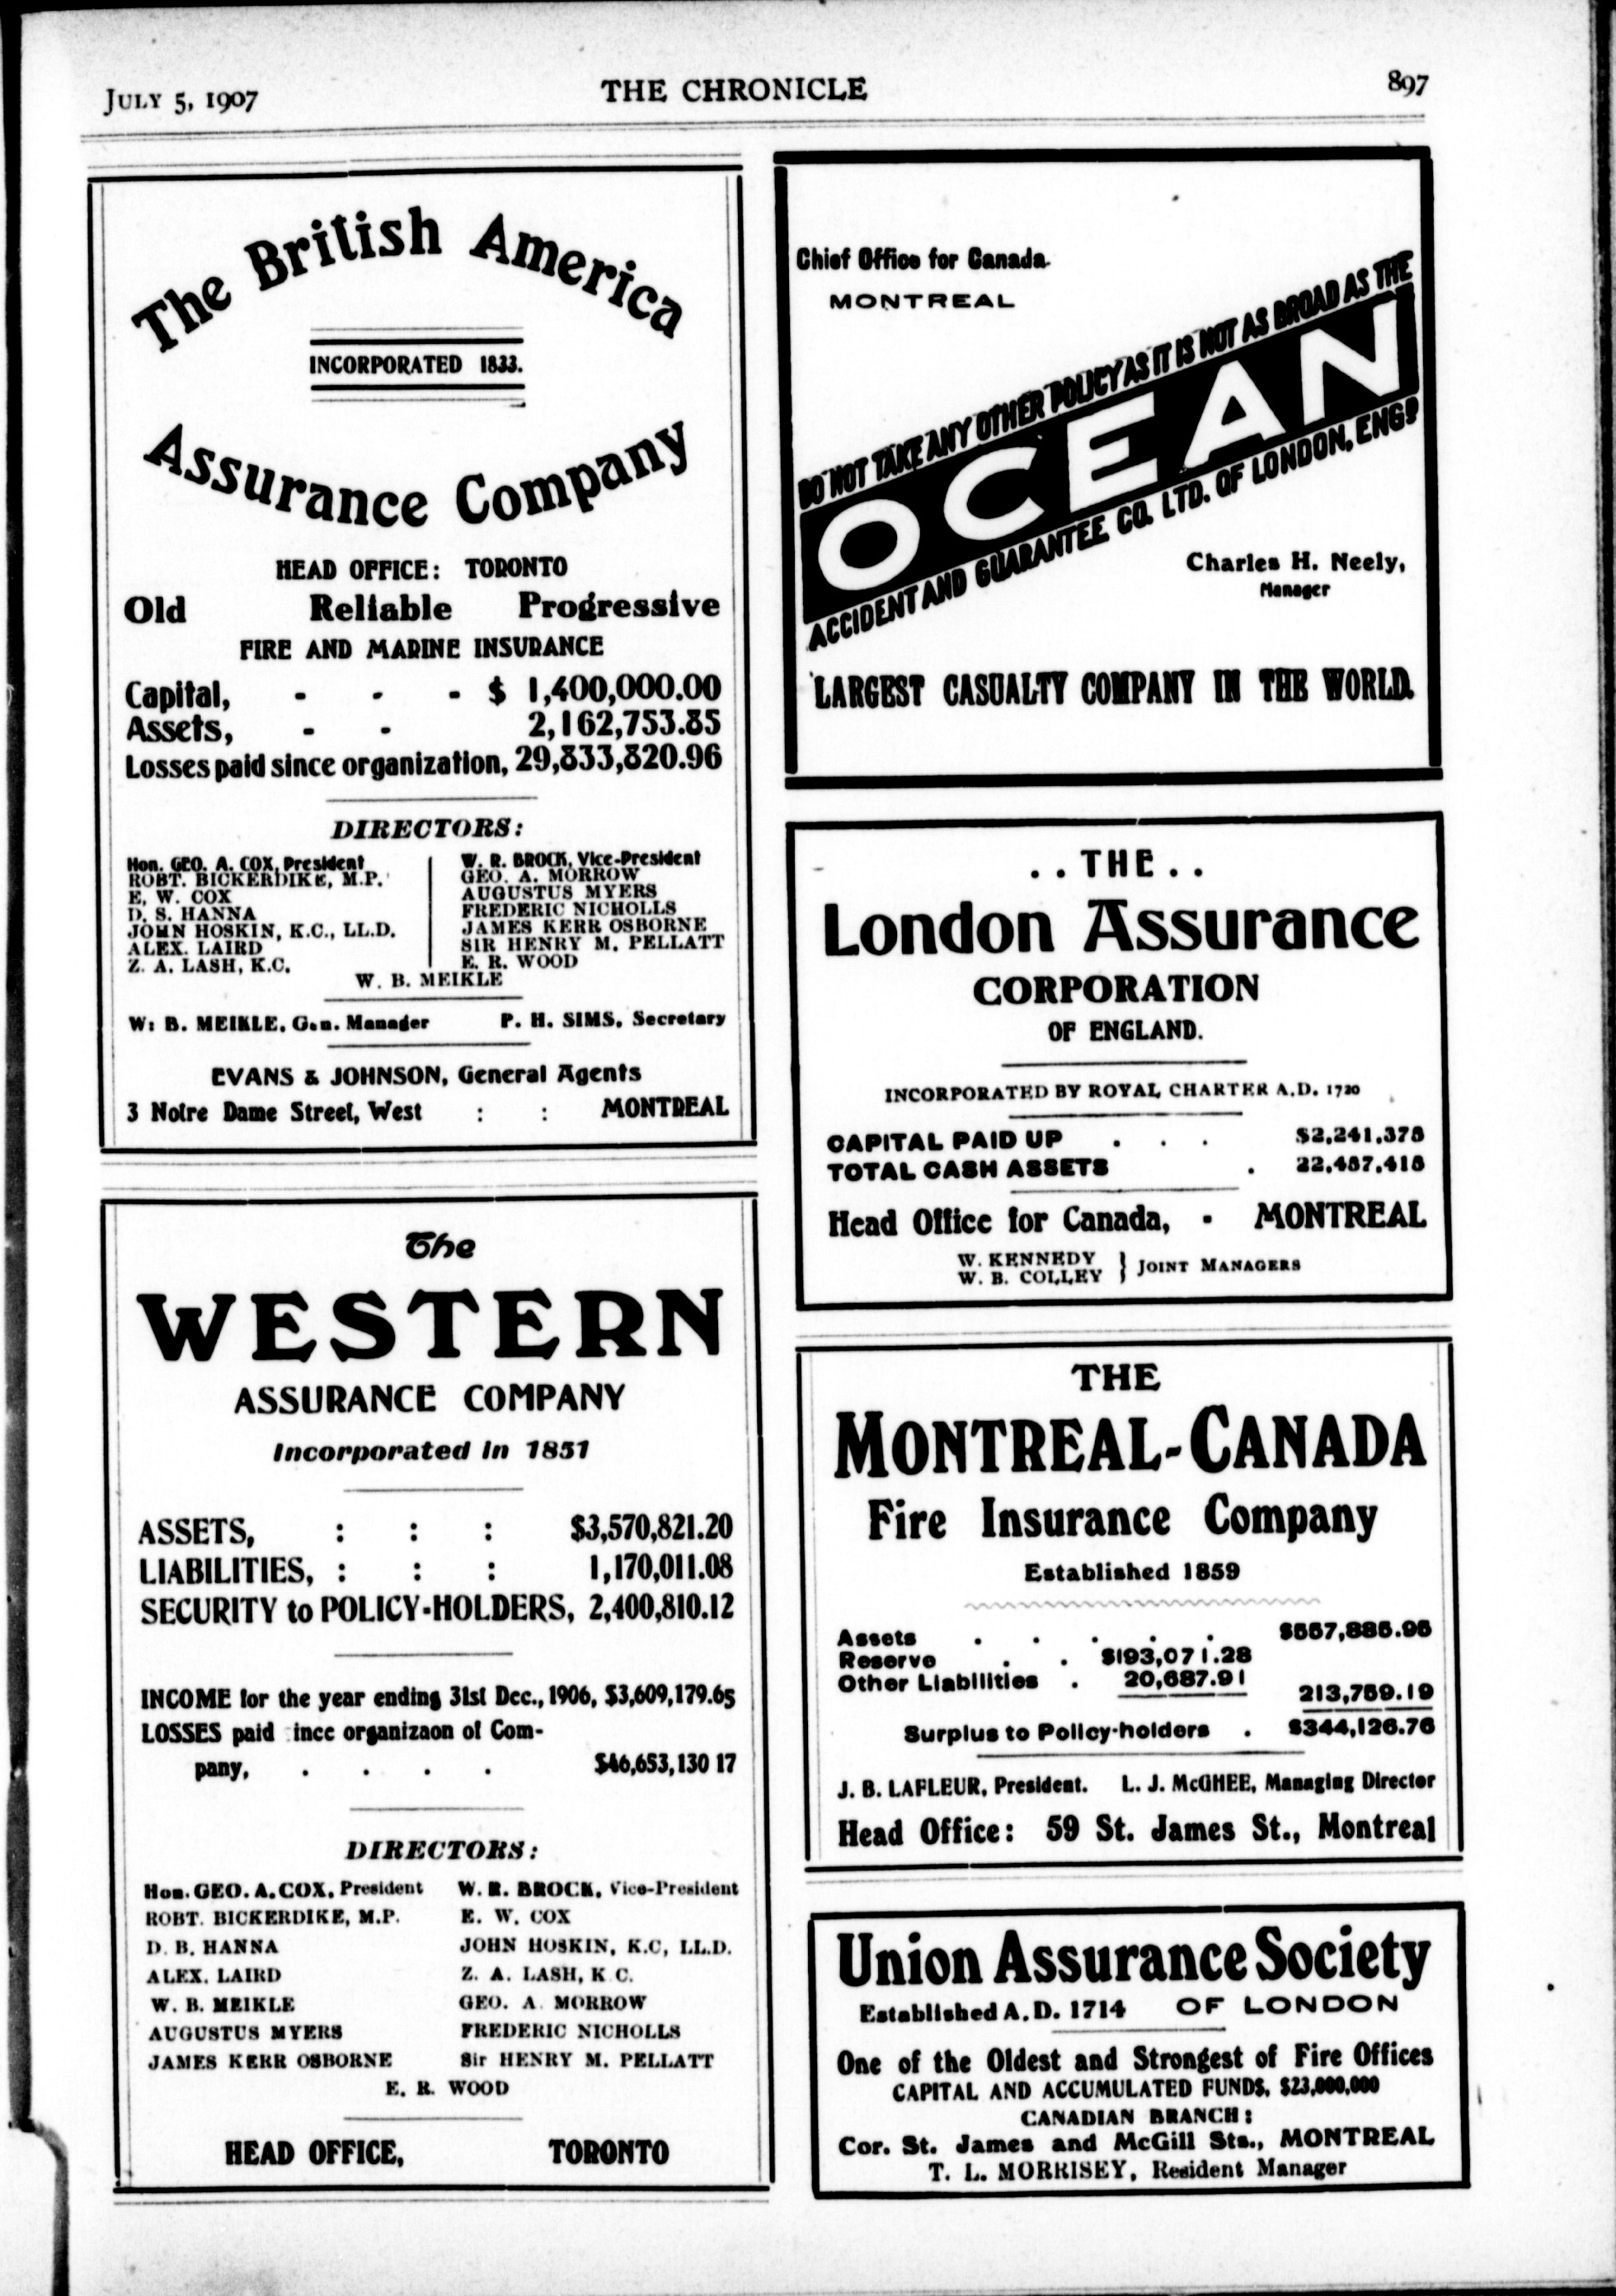 JULY 5, 1907 THE CHRONICLE 897
The British America
INCORPORATED 1833.
Assurance Company
HEAD OFFICE: TORONTO
Old Reliable Progressive
FIRE AND MARINE INSURANCE
Capital, - - - $ 1,400,000.00
Assets, - - 2,162,753.85
Losses paid since organization, 29,833,820.96
DIRECTORS:
Hon. GEO. A. COX, President W. R. BROCK, Vice-President
ROBT. BICKERDIKE, M.P. GEO. A. MORROW
E. W. COX AUGUSTUS MYERS
D. S. HANNA FREDERIC NICHOLLS
JOHN HOSKIN, K.C., LL.D. JAMES KERR OSBORNE
ALEX. LAIRD SIR HENRY M. PELLATT
Z. A. LASH, K.C. E. R. WOOD
W. B. MEIKLE
W. B. MEIKLE, Gen. Manager P. H. SIMS, Secretary
EVANS & JOHNSON, General Agents
3 Notre Dame Street, West : : MONTREAL
The
WESTERN
ASSURANCE COMPANY
Incorporated in 1851
ASSETS, : : : $3,570,821.20
LIABILITIES, : : : 1,170,011.08
SECURITY to POLICY-HOLDERS, 2,400,810.12
INCOME for the year ending 31st Dec., 1906, $3,609,179.65
LOSSES paid ince organizaon of Com-
pany, . . . . $46,653,130 17
DIRECTORS:
Hon. GEO. A. COX, President W. R. BROCK, Vice-President
ROBT. BICKERDIKE, M.P. E. W. COX
D. B. HANNA JOHN HOSKIN, K.C, LL.D.
ALEX. LAIRD Z. A. LASH, K C.
W. B. MEIKLE GEO. A. MORROW
AUGUSTUS MYERS FREDERIC NICHOLLS
JAMES KERR OSBORNE Sir HENRY M. PELLATT
E. R. WOOD
HEAD OFFICE, TORONTO
Chief Office for Canada
MONTREAL
DO NOT TAKE ANY OTHER POLICY AS IT IS NOT AS BROAD AS THE
OCEAN
ACCIDENT AND GUARANTEE CO. LTD. OF LONDON, ENGD
Charles H. Neely,
Manager
LARGEST CASUALTY COMPANY IN THE WORLD.
. . THE . .
London Assurance
CORPORATION
OF ENGLAND.
INCORPORATED BY ROYAL CHARTER A.D. 1720
CAPITAL PAID UP . . . $2,241,375
TOTAL CASH ASSETS . 22,457,415
Head Office for Canada, - MONTREAL
W. KENNEDY
W. B. COLLEY } JOINT MANAGERS
THE
MONTREAL-CANADA
Fire Insurance Company
Established 1859
Assets . . . . . $557,885.95
Reserve . . $193,071.28
Other Liabilities . 20,687.91
213,759.19
Surplus to Policy-holders . $344,126.76
J. B. LAFLEUR, President. L. J. McGHEE, Managing Director
Head Office: 59 St. James St., Montreal
Union Assurance Society
Established A. D. 1714 OF LONDON
One of the Oldest and Strongest of Fire Offices
CAPITAL AND ACCUMULATED FUNDS, $23,000,000
CANADIAN BRANCH:
Cor. St. James and McGill Sts., MONTREAL
T. L. MORRISEY, Resident Manager